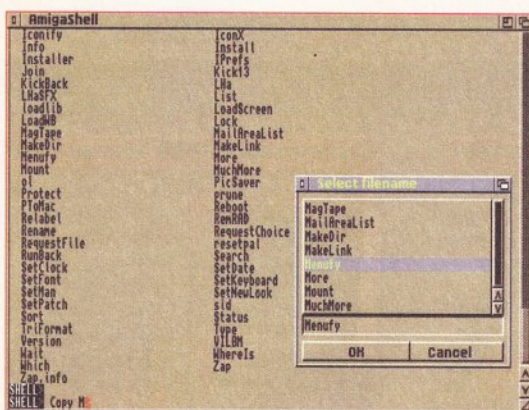 AmigaShell
Iconify IconX
Info Install
Installer IPrefs
Join Kick13
KickBack LHa
LHaSFX List
Loadlib LoadScreen
LoadWB Lock
MagTape MailAreaList
MakeDir MakeLink
Menufy More
Mount MuchMore
ol PicSaver
Protect prune
PToMac Reboot
Relabel RemRAD
Rename RequestChoice
RequestFile resetpal
RunBack Search
SetClock SetDate
SetFont SetKeyboard
SetMan SetNewLook
SetPatch sid
Sort Status
TriFormat Type
Version VILBM
Wait WhereIs
Which Zap
Zap.info
SHELL
SHELL Copy M
Select filename
MagTape
MailAreaList
MakeDir
MakeLink
Menufy
More
Mount
MuchMore
Menufy
OK Cancel